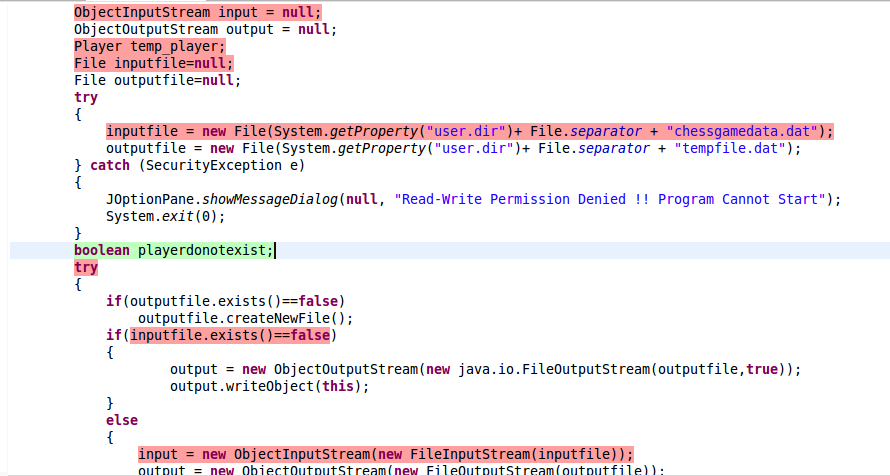 ObjectInputStream input = null;
ObjectOutputStream output = null;
Player temp_player;
File inputfile=null;
File outputfile=null;
try
{
inputfile = new File(System.getProperty("user.dir")+ File.separator + "chessgamedata.dat");
outputfile = new File(System.getProperty("user.dir")+ File.separator + "tempfile.dat");
} catch (SecurityException e)
{
JOptionPane.showMessageDialog(null, "Read-Write Permission Denied !! Program Cannot Start");
System.exit(0);
}
boolean playerdonotexist;
try
{
if(outputfile.exists()==false)
outputfile.createNewFile();
if(inputfile.exists()==false)
{
output = new ObjectOutputStream(new java.io.FileOutputStream(outputfile,true));
output.writeObject(this);
}
else
{
input = new ObjectInputStream(new FileInputStream(inputfile));
output = new ObjectOutputStream(new FileOutputStream(outputfile));